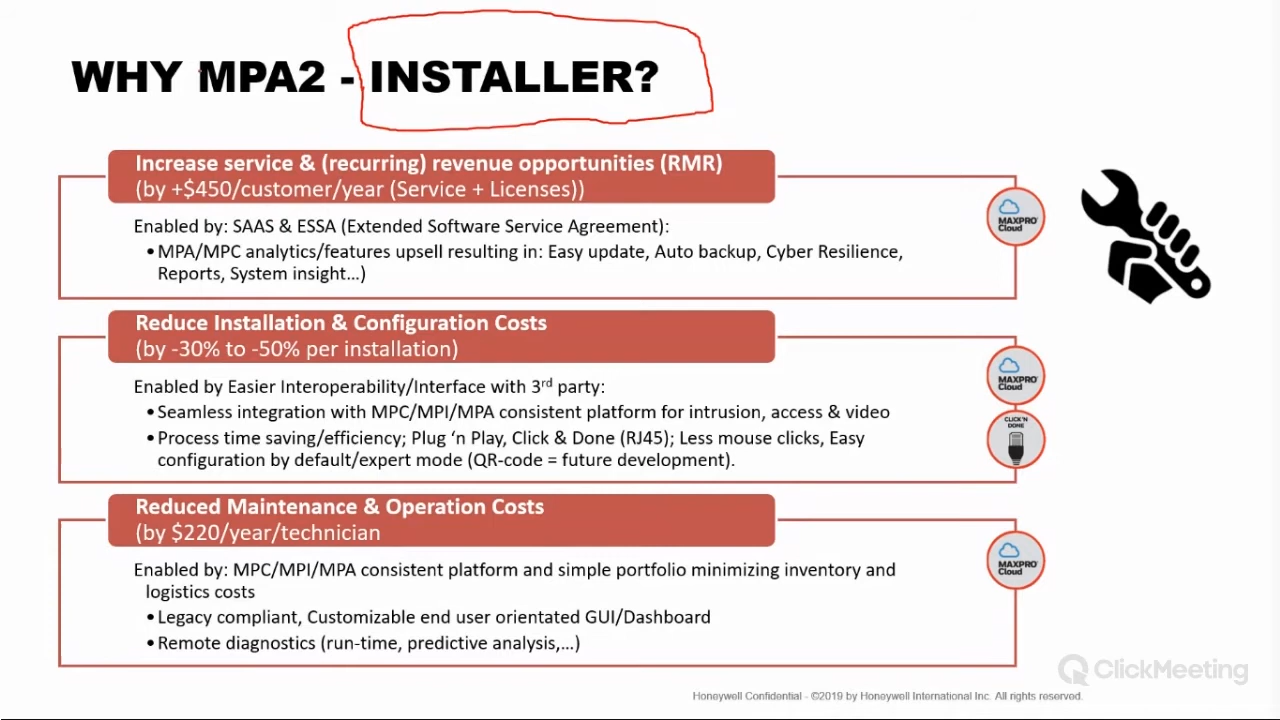 WHY MPA2 - INSTALLER?
Increase service & (recurring) revenue opportunities (RMR)
(by +$450/customer/year (Service + Licenses))
Enabled by: SAAS & ESSA (Extended Software Service Agreement):
•MPA/MPC analytics/features upsell resulting in: Easy update, Auto backup, Cyber Resilience,
Reports, System insight…)
MAXPRO®
Cloud
Reduce Installation & Configuration Costs
(by -30% to -50% per installation)
Enabled by Easier Interoperability/Interface with 3rd party:
•Seamless integration with MPC/MPI/MPA consistent platform for intrusion, access & video
•Process time saving/efficiency; Plug ‘n Play, Click & Done (RJ45); Less mouse clicks, Easy
configuration by default/expert mode (QR-code = future development).
MAXPRO®
Cloud
CLICK'N
DONE
Reduced Maintenance & Operation Costs
(by $220/year/technician
Enabled by: MPC/MPI/MPA consistent platform and simple portfolio minimizing inventory and
logistics costs
•Legacy compliant, Customizable end user orientated GUI/Dashboard
•Remote diagnostics (run-time, predictive analysis,…)
MAXPRO®
Cloud
ClickMeeting
Honeywell Confidential - ©2019 by Honeywell International Inc. All rights reserved.